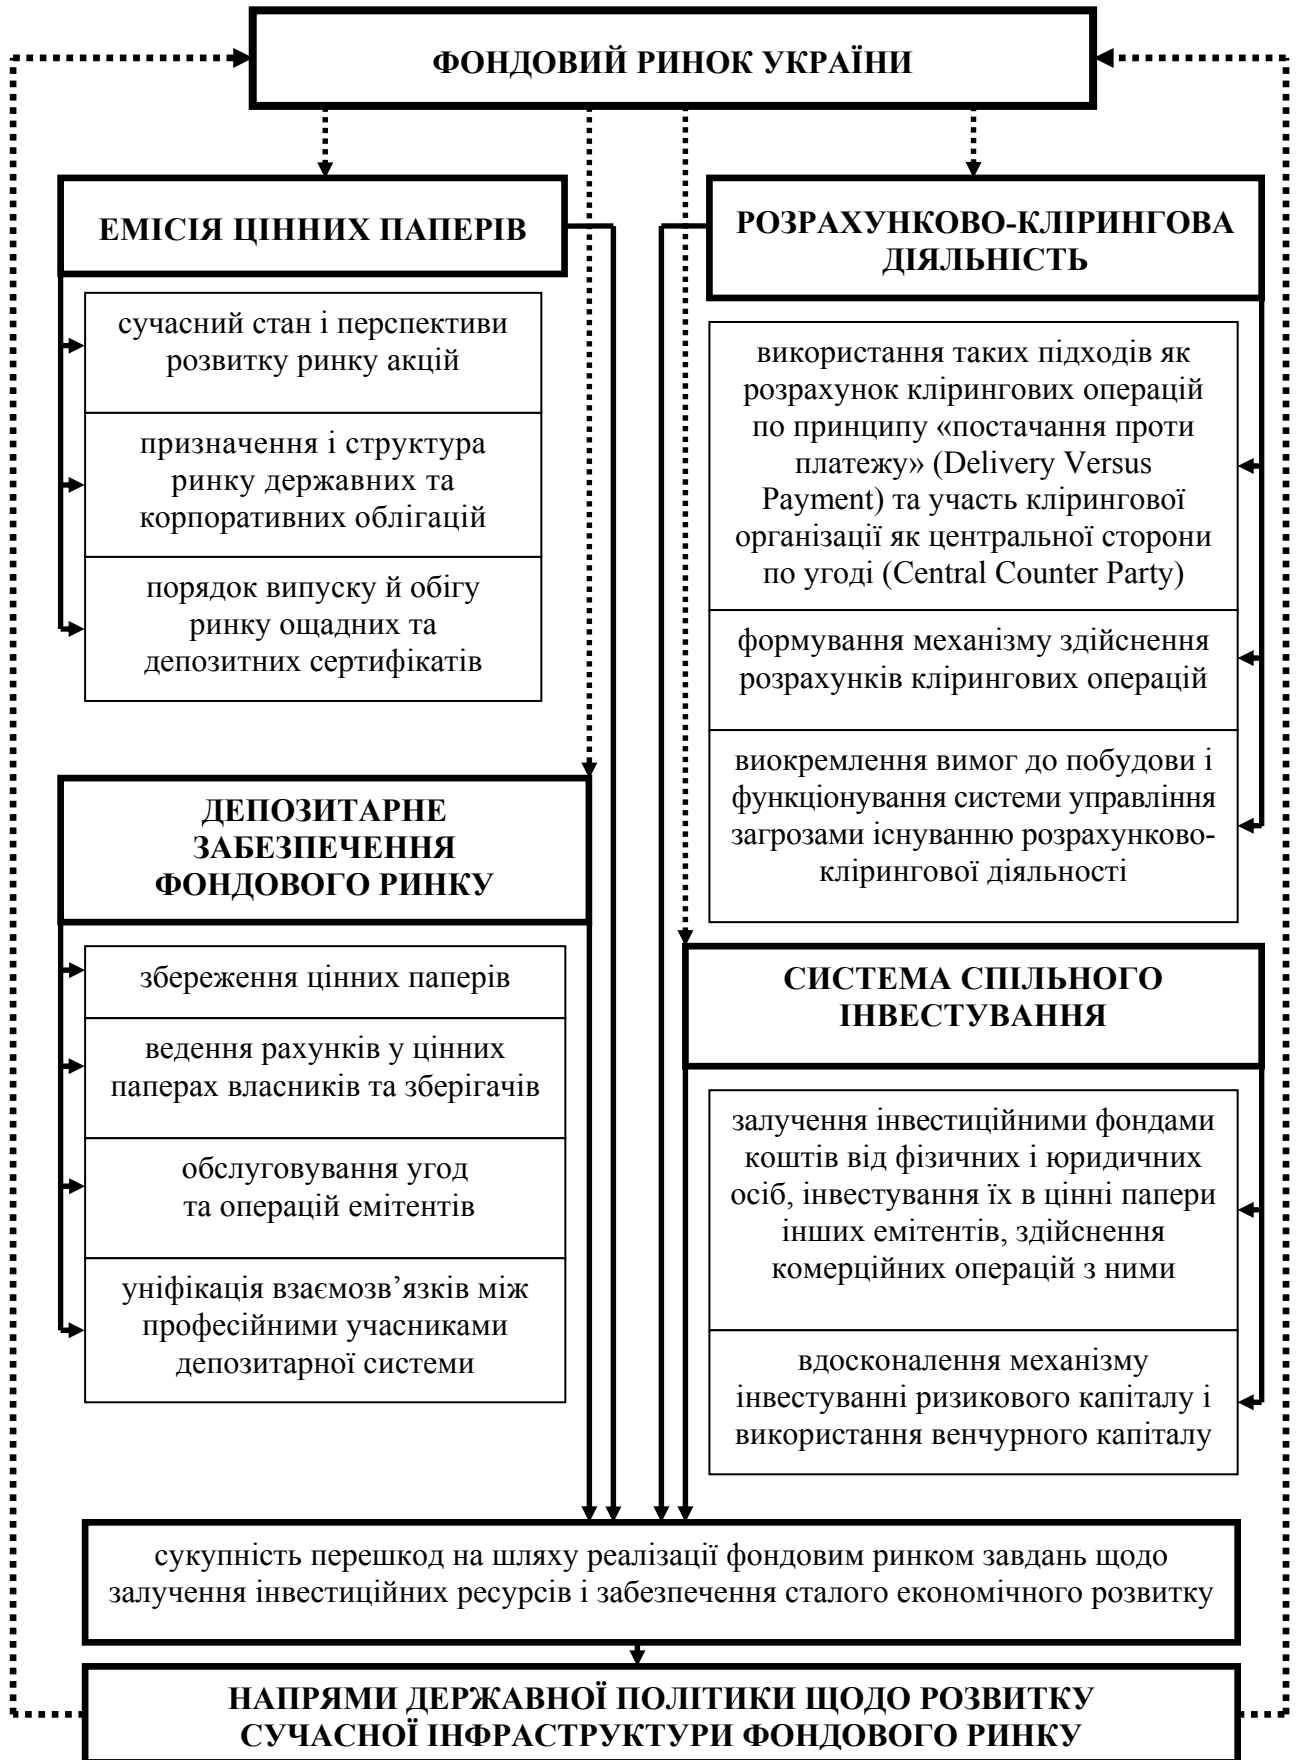 ФОНДОВИЙ РИНОК УКРАЇНИ
ЕМІСІЯ ЦІННИХ ПАПЕРІВ
сучасний стан і перспективи
розвитку ринку акцій
призначення і структура
ринку державних та
корпоративних облігацій
порядок випуску й обігу
ринку ощадних та
депозитних сертифікатів
РОЗРАХУНКОВО-КЛІРИНГОВА
ДІЯЛЬНІСТЬ
використання таких підходів як
розрахунок клірингових операцій
по принципу «постачання проти
платежу» (Delivery Versus
Payment) та участь клірингової
організації як центральної сторони
по угоді (Central Counter Party)
формування механізму здійснення
розрахунків клірингових операцій
виокремлення вимог до побудови і
функціонування системи управління
загрозами існуванню розрахунково-
клірингової діяльності
ДЕПОЗИТАРНЕ
ЗАБЕЗПЕЧЕННЯ
ФОНДОВОГО РИНКУ
збереження цінних паперів
ведення рахунків у цінних
паперах власників та зберігачів
обслуговування угод
та операцій емітентів
уніфікація взаємозв’язків між
професійними учасниками
депозитарної системи
СИСТЕМА СПІЛЬНОГО
ІНВЕСТУВАННЯ
залучення інвестиційними фондами
коштів від фізичних і юридичних
осіб, інвестування їх в цінні папери
інших емітентів, здійснення
комерційних операцій з ними
вдосконалення механізму
інвестуванні ризикового капіталу і
використання венчурного капіталу
сукупність перешкод на шляху реалізації фондовим ринком завдань щодо
залучення інвестиційних ресурсів і забезпечення сталого економічного розвитку
НАПРЯМИ ДЕРЖАВНОЇ ПОЛІТИКИ ЩОДО РОЗВИТКУ
СУЧАСНОЇ ІНФРАСТРУКТУРИ ФОНДОВОГО РИНКУ